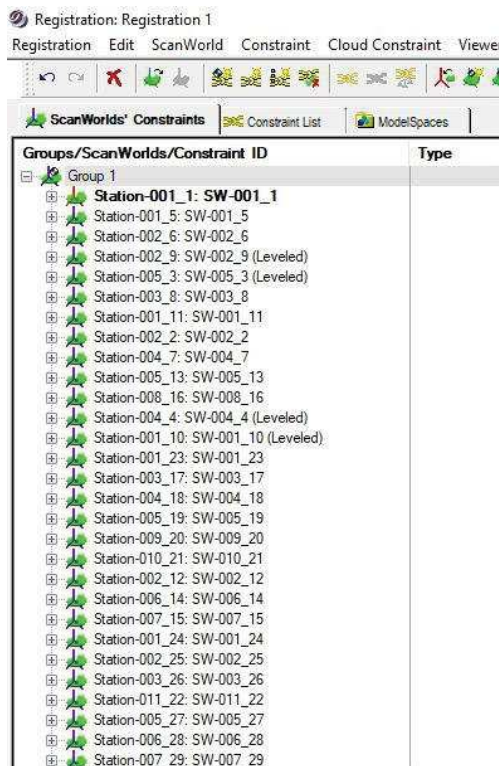 Registration: Registration 1
Registration Edit ScanWorld Constraint Cloud Constraint Viewe
ScanWorlds' Constraints Constraint List ModelSpaces
Groups/ScanWorlds/Constraint ID Type
Group 1
Station-001_1: SW-001_1
Station-001_5: SW-001_5
Station-002_6: SW-002_6
Station-002_9: SW-002_9 (Leveled)
Station-005_3: SW-005_3 (Leveled)
Station-003_8: SW-003_8
Station-001_11: SW-001_11
Station-002_2: SW-002_2
Station-004_7: SW-004_7
Station-005_13: SW-005_13
Station-008_16: SW-008_16
Station-004_4: SW-004_4 (Leveled)
Station-001_10: SW-001_10 (Leveled)
Station-001_23: SW-001_23
Station-003_17: SW-003_17
Station-004_18: SW-004_18
Station-005_19: SW-005_19
Station-009_20: SW-009_20
Station-010_21: SW-010_21
Station-002_12: SW-002_12
Station-006_14: SW-006_14
Station-007_15: SW-007_15
Station-001_24: SW-001_24
Station-002_25: SW-002_25
Station-003_26: SW-003_26
Station-011_22: SW-011_22
Station-005_27: SW-005_27
Station-006_28: SW-006_28
Station-007_29: SW-007_29